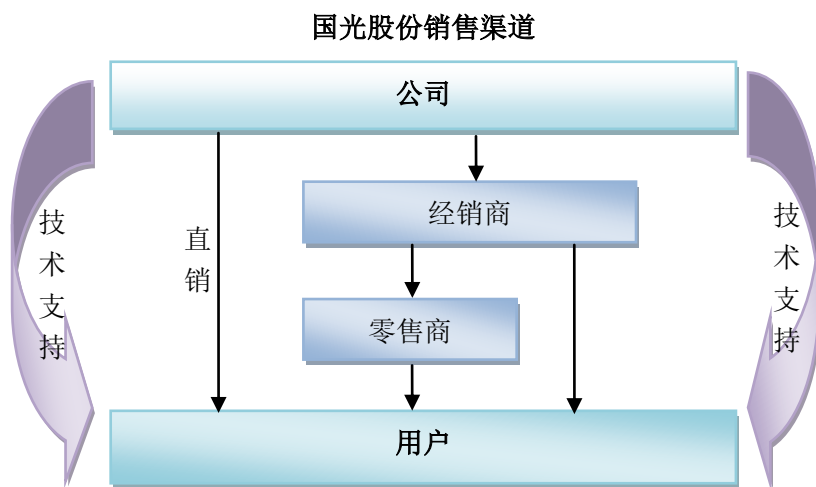 国光股份销售渠道
公司
经销商
直销
技术支持
技术支持
零售商
用户